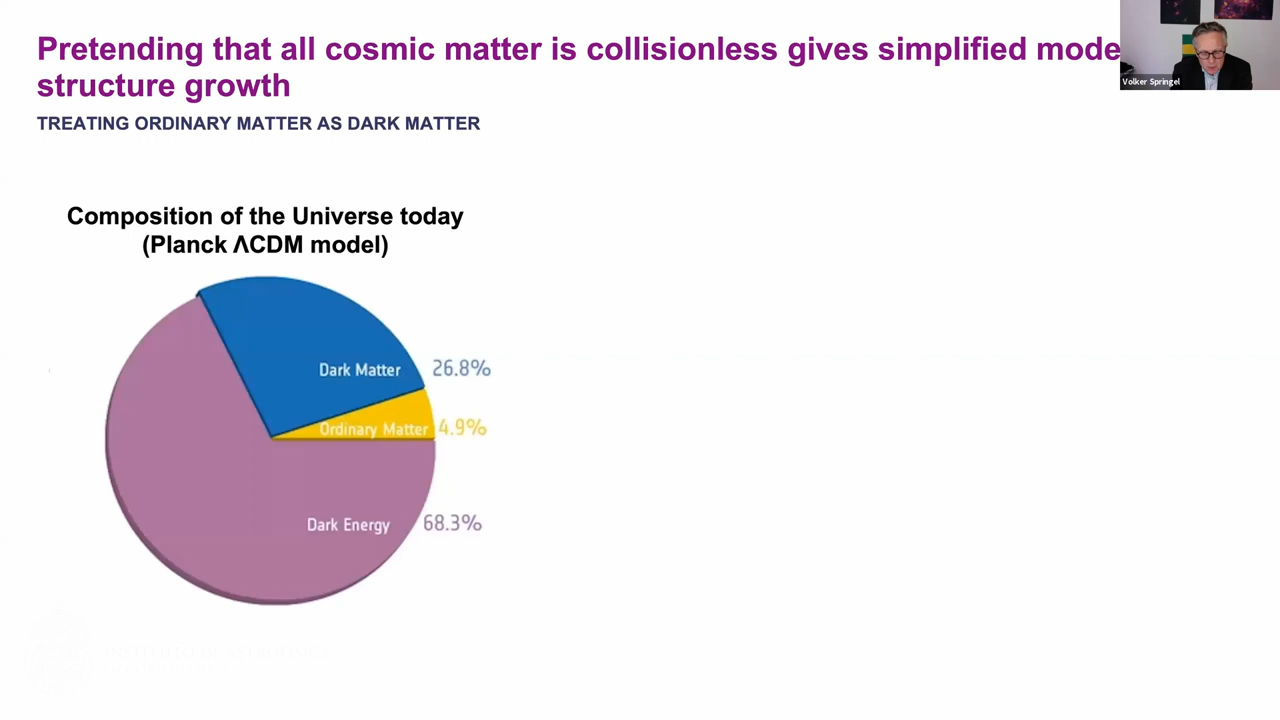 Pretending that all cosmic matter is collisionless gives simplified mode
structure growth
TREATING ORDINARY MATTER AS DARK MATTER
Volker Springel
Composition of the Universe today
(Planck ΛCDM model)
Dark Matter 26.8%
Ordinary Matter 4.9%
Dark Energy 68.3%